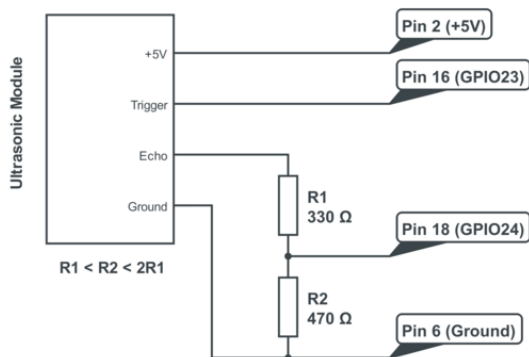 Ultrasonic Module
+5V
Pin 2 (+5V)
Trigger
Pin 16 (GPIO23)
Echo
R1
330 Ω
Ground
Pin 18 (GPIO24)
R1 < R2 < 2R1
R2
470 Ω
Pin 6 (Ground)